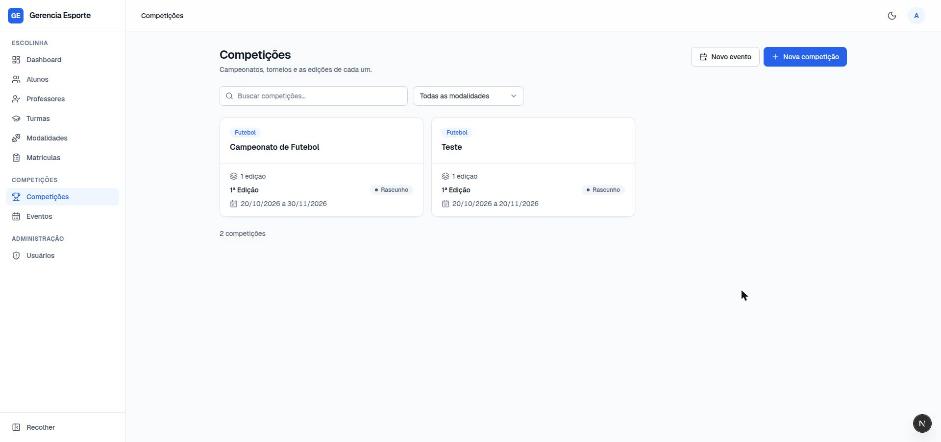 GE Gerencia Esporte
ESCOLINHA
Dashboard
Alunos
Professores
Turmas
Modalidades
Matrículas
COMPETIÇÕES
Competições
Eventos
ADMINISTRAÇÃO
Usuários
Recolher
Competições
A
Competições
Campeonatos, torneios e as edições de cada um.
Novo evento
Nova competição
Buscar competições...
Todas as modalidades
Futebol
Campeonato de Futebol
1 edição
1ª Edição
Rascunho
20/10/2026 a 30/11/2026
Futebol
Teste
1 edição
1ª Edição
Rascunho
20/10/2026 a 20/11/2026
2 competições
N